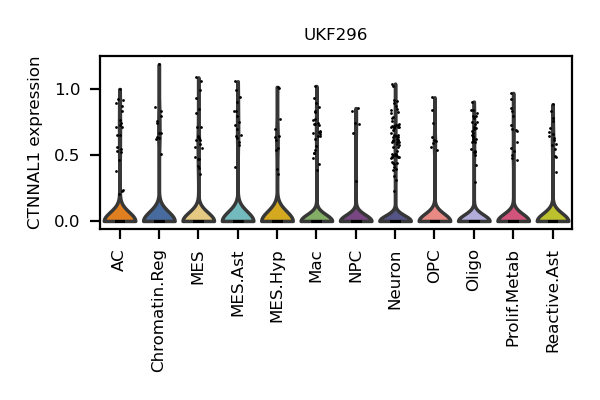 UKF296
CTNNAL1 expression
1.0
0.5
0.0
AC
Chromatin.Reg
MES
MES.Ast
MES.Hyp
Mac
NPC
Neuron
OPC
Oligo
Prolif.Metab
Reactive.Ast